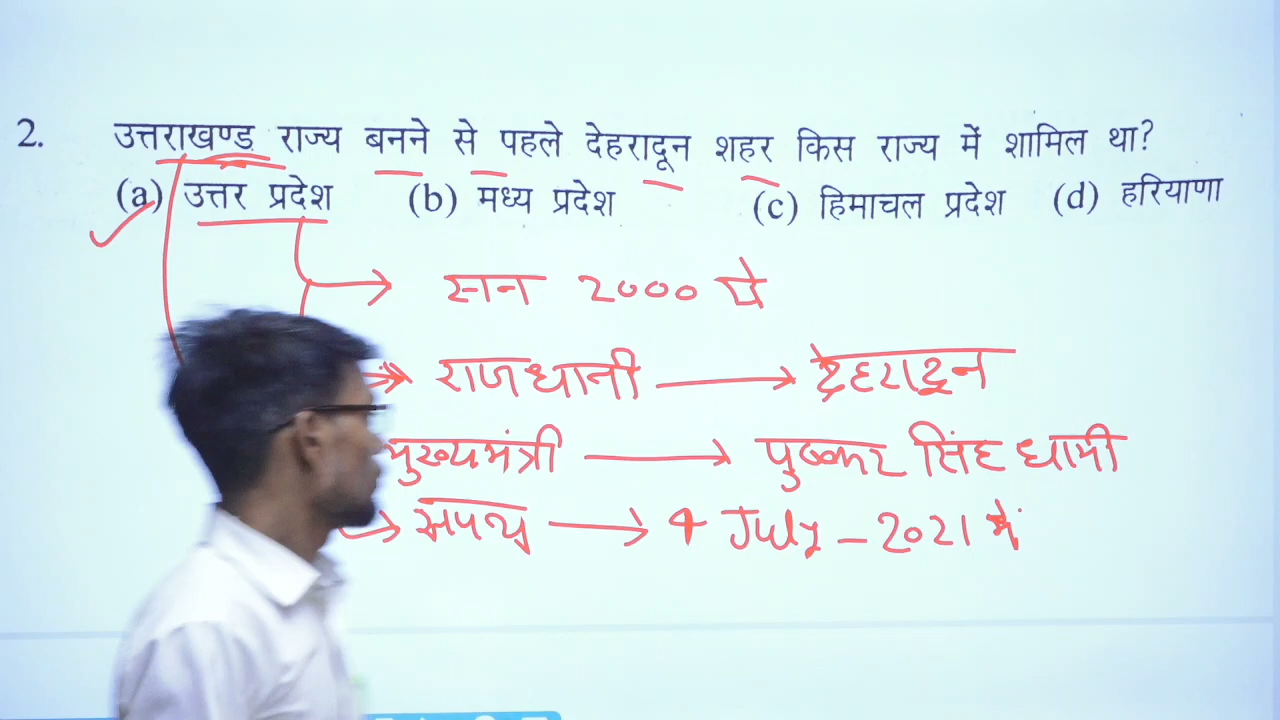 2. उत्तराखण्ड राज्य बनने से पहले देहरादून शहर किस राज्य में शामिल था?
(a) उत्तर प्रदेश (b) मध्य प्रदेश (c) हिमाचल प्रदेश (d) हरियाणा
सन 2000 में
राजधानी → देहरादून
मुख्यमंत्री → पुष्कर सिंह धामी
सपथ → 4 July - 2021 में